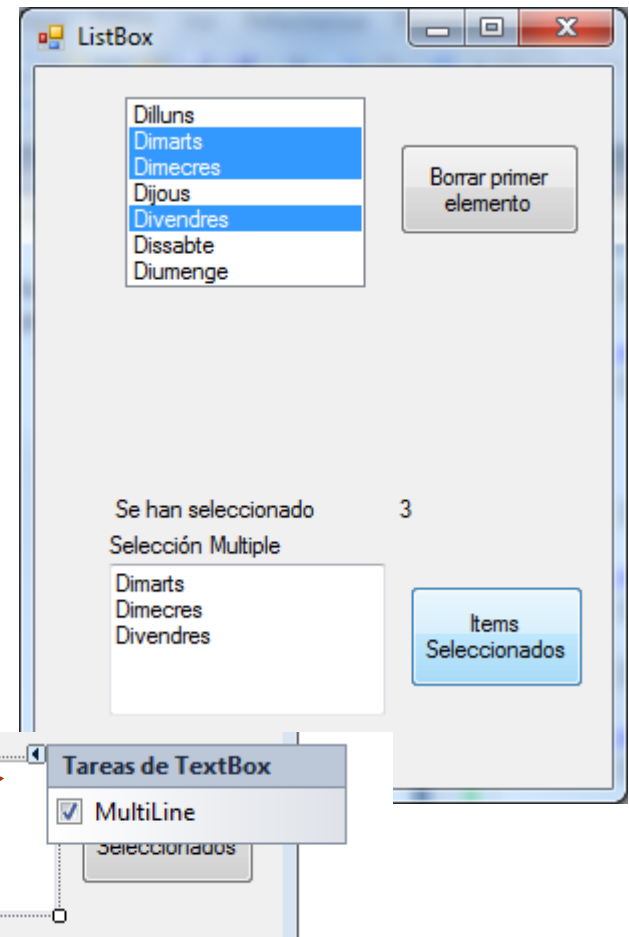 ListBox
Dilluns
Dimarts
Dimecres
Dijous
Divendres
Dissabte
Diumenge
Borrar primer
elemento
Se han seleccionado 3
Selección Multiple
Dimarts
Dimecres
Divendres
Items
Seleccionados
Tareas de TextBox
MultiLine
Seleccionados